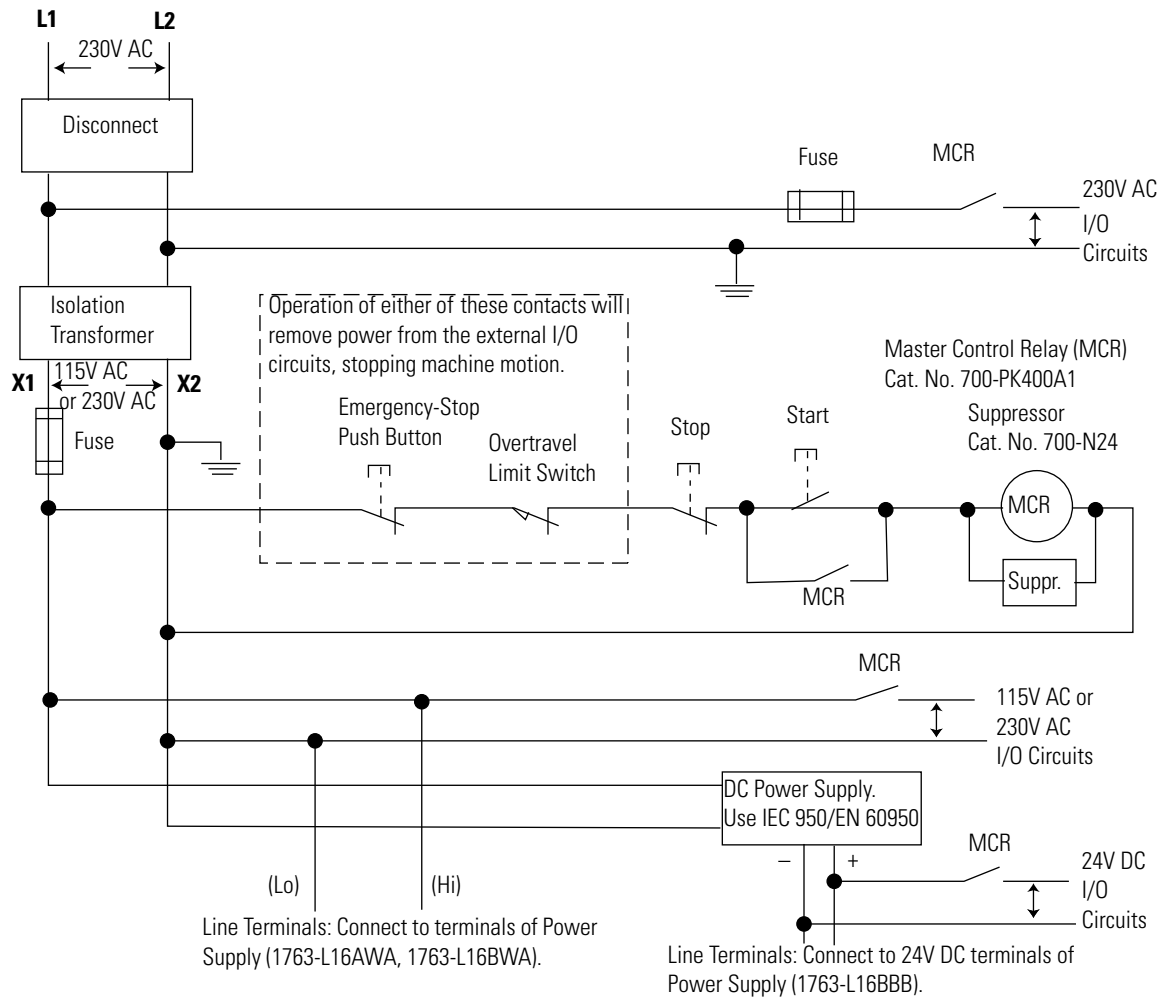 L1
L2
230V AC
Disconnect
Fuse
MCR
230V AC
I/O
Circuits
Isolation
Transformer
Operation of either of these contacts will
remove power from the external I/O
circuits, stopping machine motion.
X1
115V AC
or 230V AC
X2
Fuse
Emergency-Stop
Push Button
Overtravel
Limit Switch
Stop
Start
Master Control Relay (MCR)
Cat. No. 700-PK400A1
Suppressor
Cat. No. 700-N24
MCR
Suppr.
MCR
MCR
115V AC or
230V AC
I/O Circuits
DC Power Supply.
Use IEC 950/EN 60950
–
+
MCR
24V DC
I/O
Circuits
(Lo)
(Hi)
Line Terminals: Connect to terminals of Power
Supply (1763-L16AWA, 1763-L16BWA).
Line Terminals: Connect to 24V DC terminals of
Power Supply (1763-L16BBB).